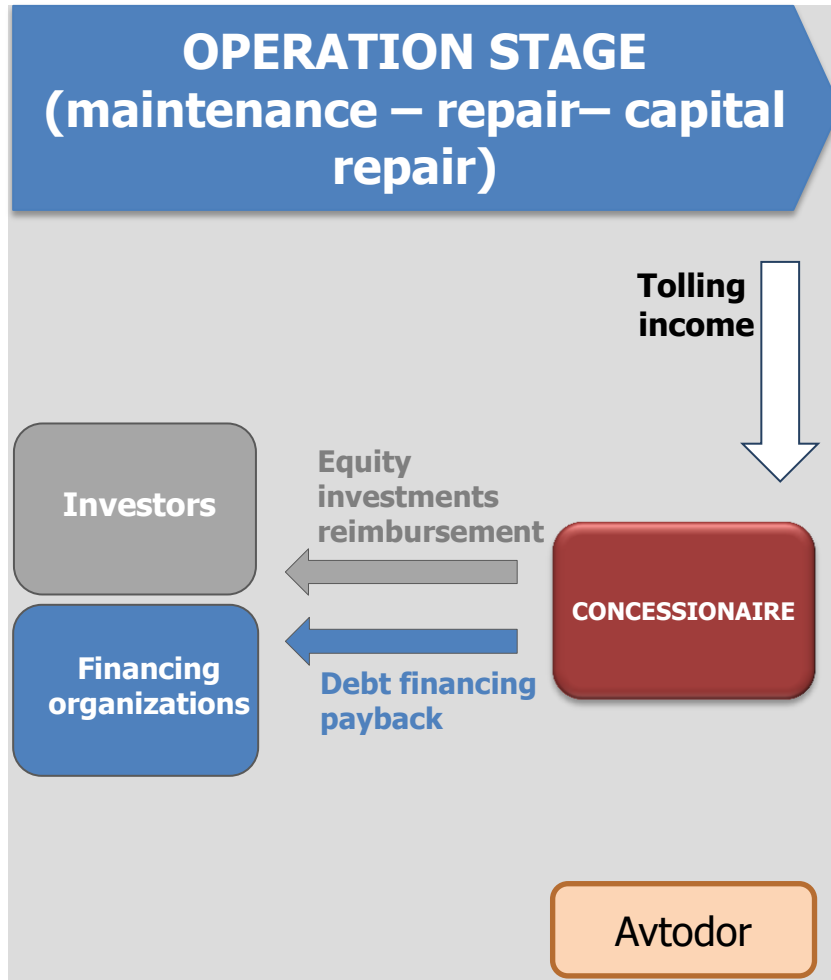 OPERATION STAGE
(maintenance – repair– capital
repair)
Tolling
income
Investors
Equity
investments
reimbursement
CONCESSIONAIRE
Financing
organizations
Debt financing
payback
Avtodor